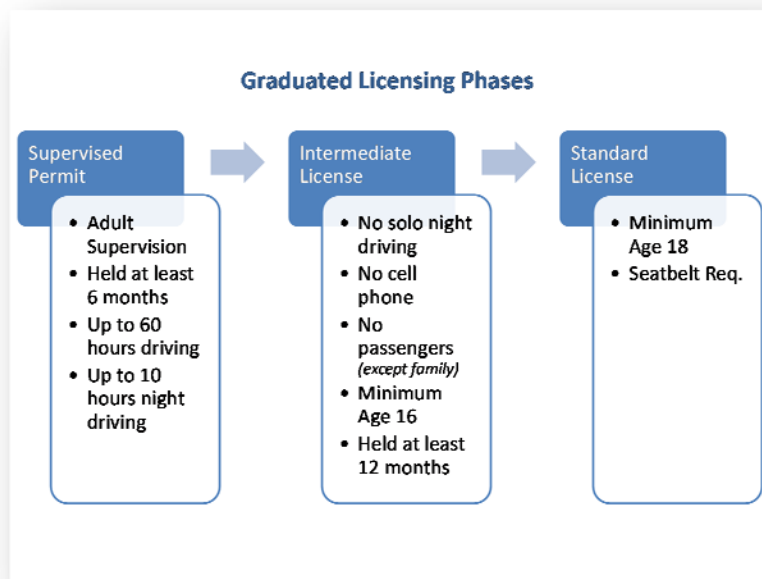 Graduated Licensing Phases
Supervised
Permit
• Adult
Supervision
• Held at least
6 months
• Up to 60
hours driving
• Up to 10
hours night
driving
Intermediate
License
• No solo night
driving
• No cell
phone
• No
passengers
(except family)
• Minimum
Age 16
• Held at least
12 months
Standard
License
• Minimum
Age 18
• Seatbelt Req.